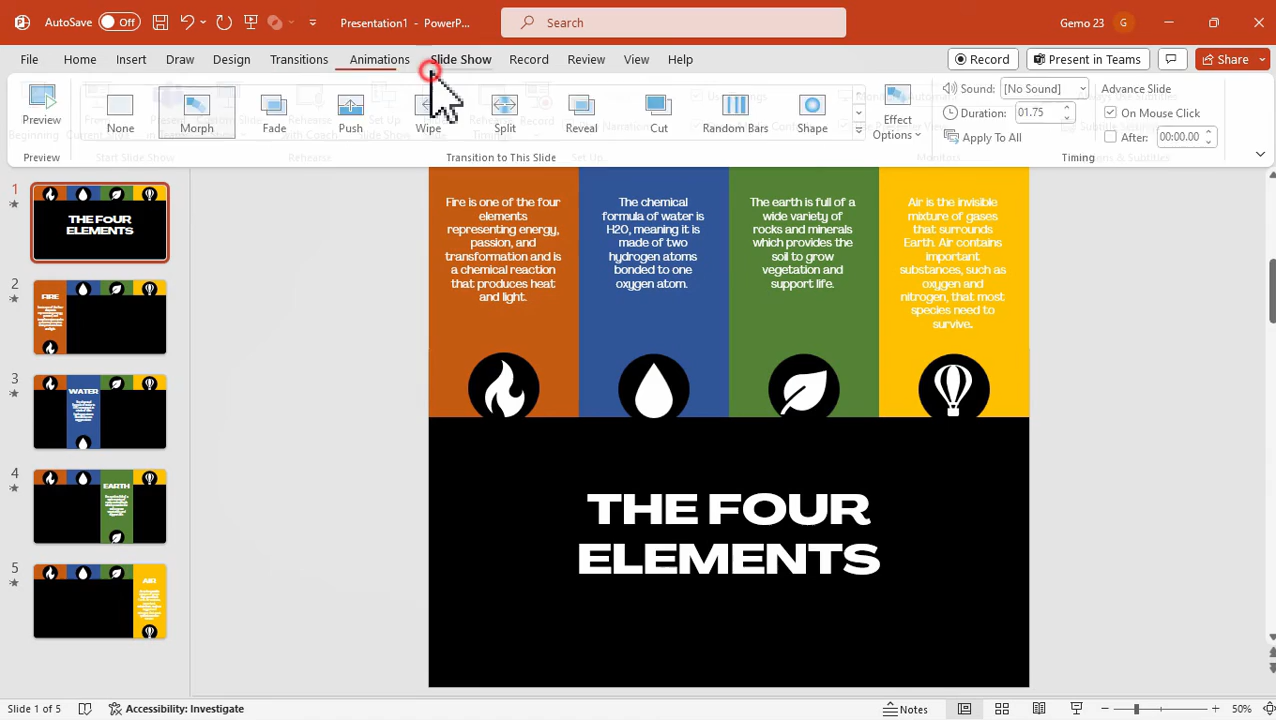 AutoSave Off Presentation1 - PowerP... Search Gemo 23 G
File Home Insert Draw Design Transitions Animations Slide Show Record Review View Help Record Present in Teams Share
Preview None Morph Fade Push Wipe Split Reveal Cut Random Bars Shape Effect Options
Sound: [No Sound] Advance Slide
Duration: 01.75 On Mouse Click
Apply To All After: 00:00.00
Preview Transition to This Slide Timing
1
THE FOUR
ELEMENTS
2
FIRE
3
WATER
4
EARTH
5
AIR
Fire is one of the four
elements
representing energy,
passion, and
transformation and is
a chemical reaction
that produces heat
and light.
The chemical
formula of water is
H2O, meaning it is
made of two
hydrogen atoms
bonded to one
oxygen atom.
The earth is full of a
wide variety of
rocks and minerals
which provides the
soil to grow
vegetation and
support life.
Air is the invisible
mixture of gases
that surrounds
Earth. Air contains
important
substances, such as
oxygen and
nitrogen, that most
species need to
survive.
THE FOUR
ELEMENTS
Slide 1 of 5 Accessibility: Investigate Notes 50%